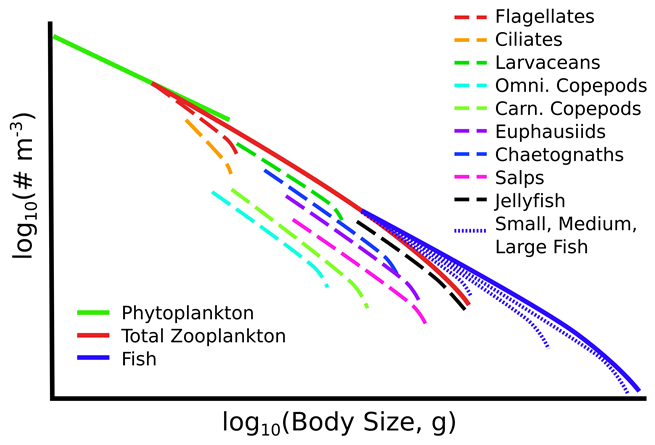 Flagellates
Ciliates
Larvaceans
Omni. Copepods
Carn. Copepods
Euphausiids
Chaetognaths
Salps
Jellyfish
Small, Medium,
Large Fish
log₁₀(# m⁻³)
Phytoplankton
Total Zooplankton
Fish
log₁₀(Body Size, g)